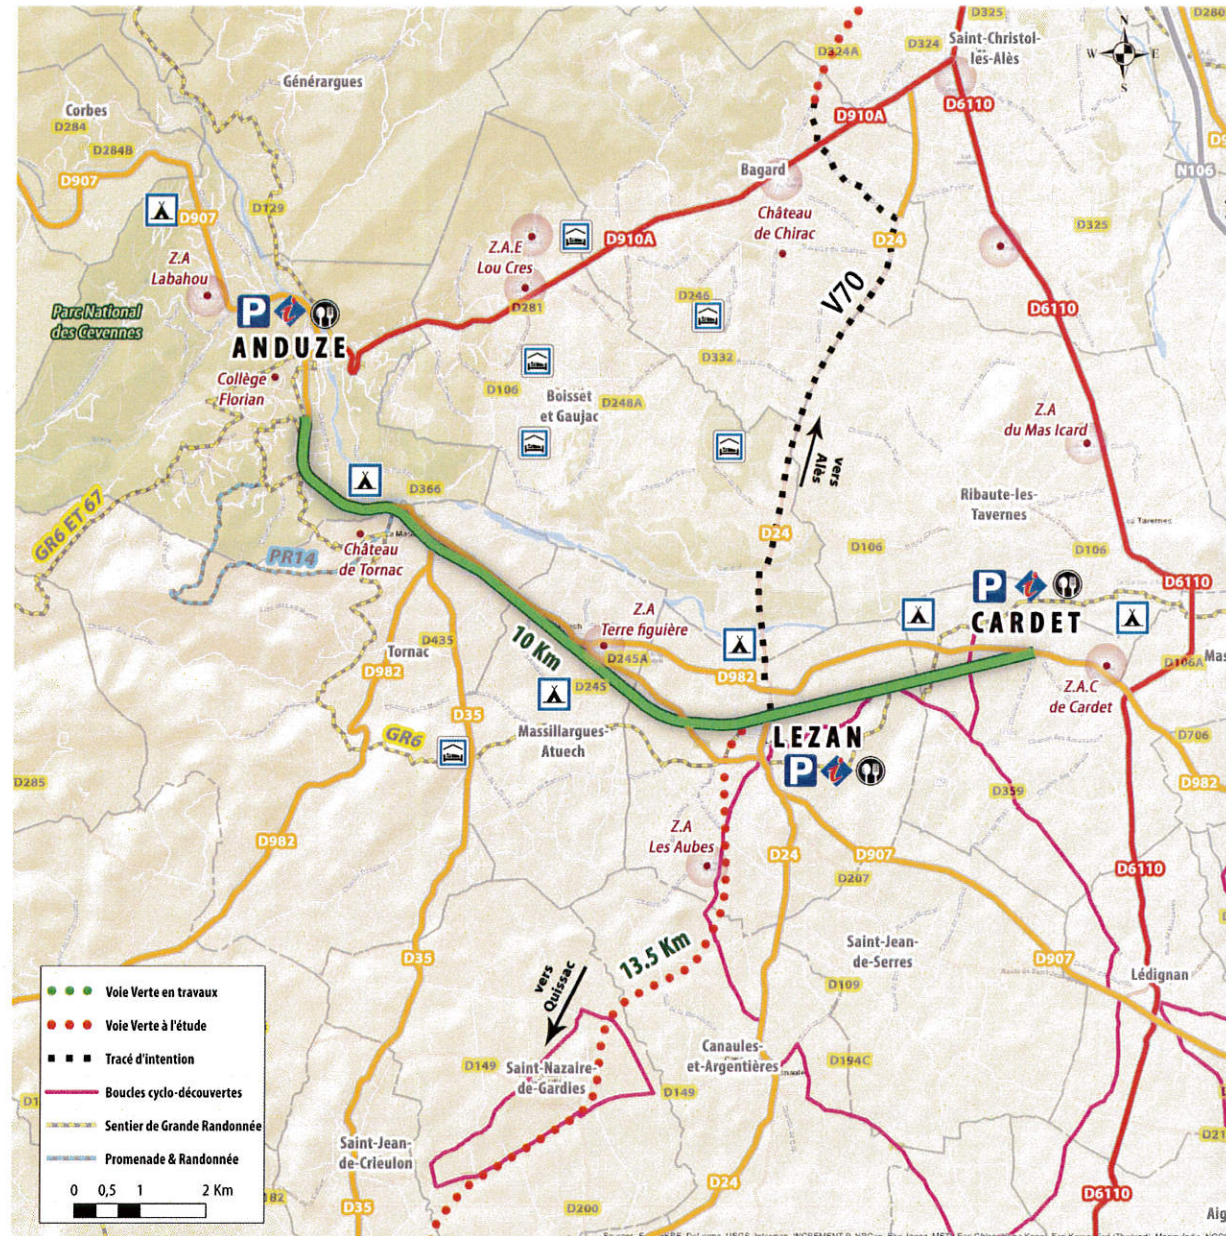 D325
D280
N
W
E
S
D324A
D324
Saint-Christol-
lès-Alès
Générargues
Corbes
D284
D284B
D907
D910A
D6110
N106
Bagard
D907
D129
Château
de Chirac
D325
Z.A
Labahou
Z.A.E
Lou Cres
D910A
D24
D281
D246
V70
D6110
Parc National
des Cevennes
P
i
ANDUZE
D332
Collège
Florian
D106
Boisset
et Gaujac
D248A
Z.A
du Mas Icard
vers
Alès
D366
GR6 ET 67
PR14
Ribaute-les-
Tavernes
D24
D106
D106
Château
de Tornac
D6110
P
i
CARDET
Z.A
Terre figuière
10 Km
D435
Tornac
D245A
D982
D245
D982
D106A
Z.A.C
de Cardet
D35
Massillargues-
Atuech
GR6
LEZAN
P
i
D706
D982
D285
D359
Z.A
Les Aubes
D982
D24
D907
D207
D6110
13.5 Km
D35
vers
Quissac
Saint-Jean
de-Serres
D907
Lédignan
D109
Canaules-
et-Argentières
D194C
D149
Saint-Nazaire-
de-Gardies
D149
Saint-Jean-
de-Crieulon
D24
D6110
D35
D200
Voie Verte en travaux
Voie Verte à l'étude
Tracé d'intention
Boucles cyclo-découvertes
Sentier de Grande Randonnée
Promenade & Randonnée
0 0,5 1 2 Km